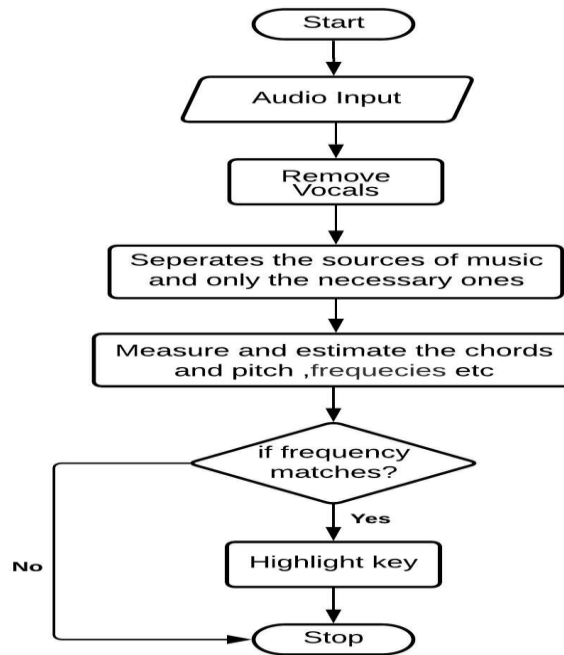 Start
Audio Input
Remove
Vocals
Seperates the sources of music
and only the necessary ones
Measure and estimate the chords
and pitch ,frequecies etc
if frequency
matches?
Yes
No
Highlight key
Stop